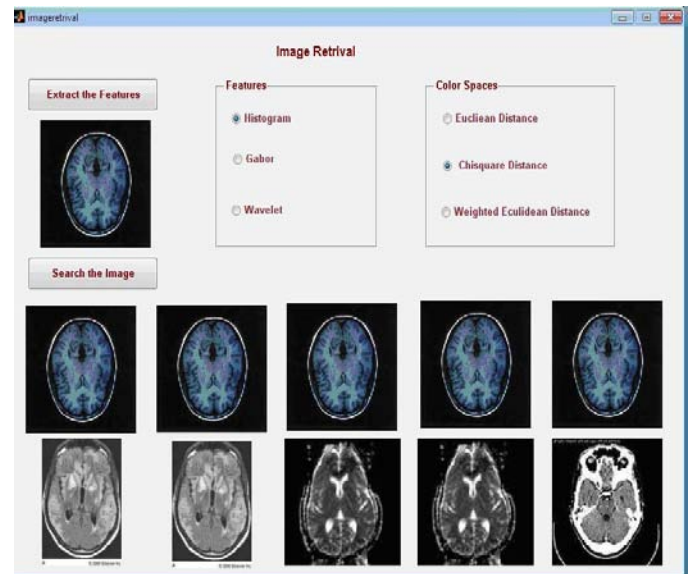 imageretrival
Image Retrival
Extract the Features
Features
Histogram
Gabor
Wavelet
Color Spaces
Eucliean Distance
Chisquare Distance
Weighted Eculidean Distance
Search the Image